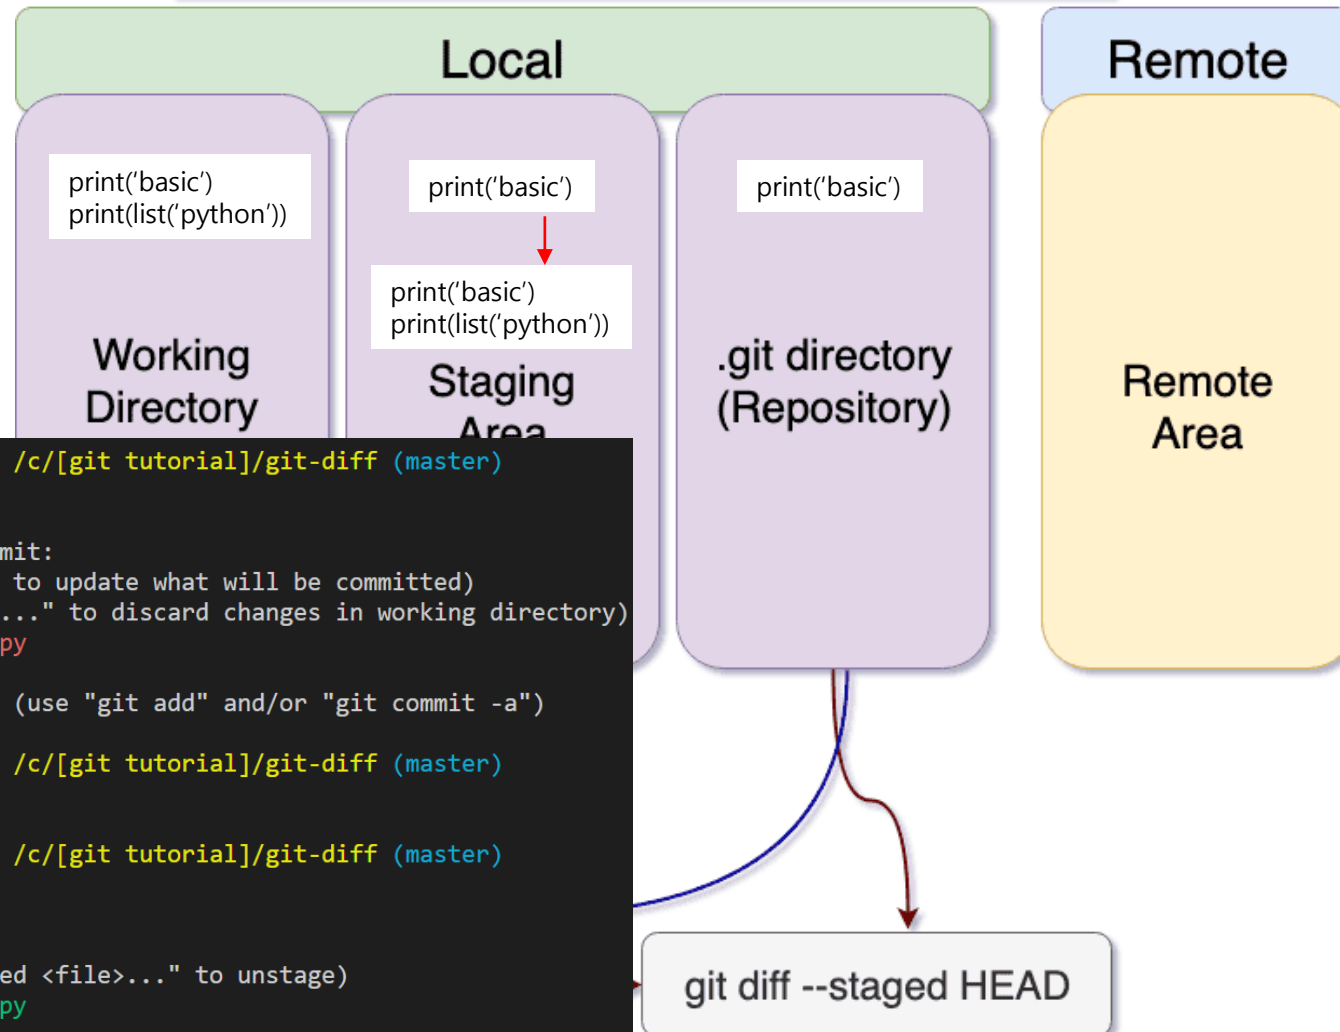 Local
Remote
print(‘basic’)
print(list(‘python’))
print(‘basic’)
print(‘basic’)
print(list(‘python’))
print(‘basic’)
Working
Directory
Staging
Area
.git directory
(Repository)
Remote
Area
/c/[git tutorial]/git-diff (master)
mit:
to update what will be committed)
..." to discard changes in working directory)
py
(use "git add" and/or "git commit -a")
/c/[git tutorial]/git-diff (master)
/c/[git tutorial]/git-diff (master)
ed <file>..." to unstage)
py
git diff --staged HEAD